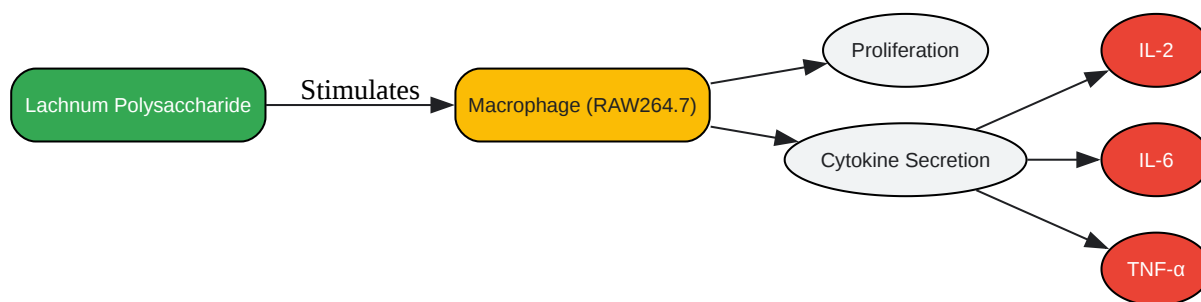 Lachnum Polysaccharide
Stimulates
Macrophage (RAW264.7)
Proliferation
Cytokine Secretion
IL-2
IL-6
TNF-α